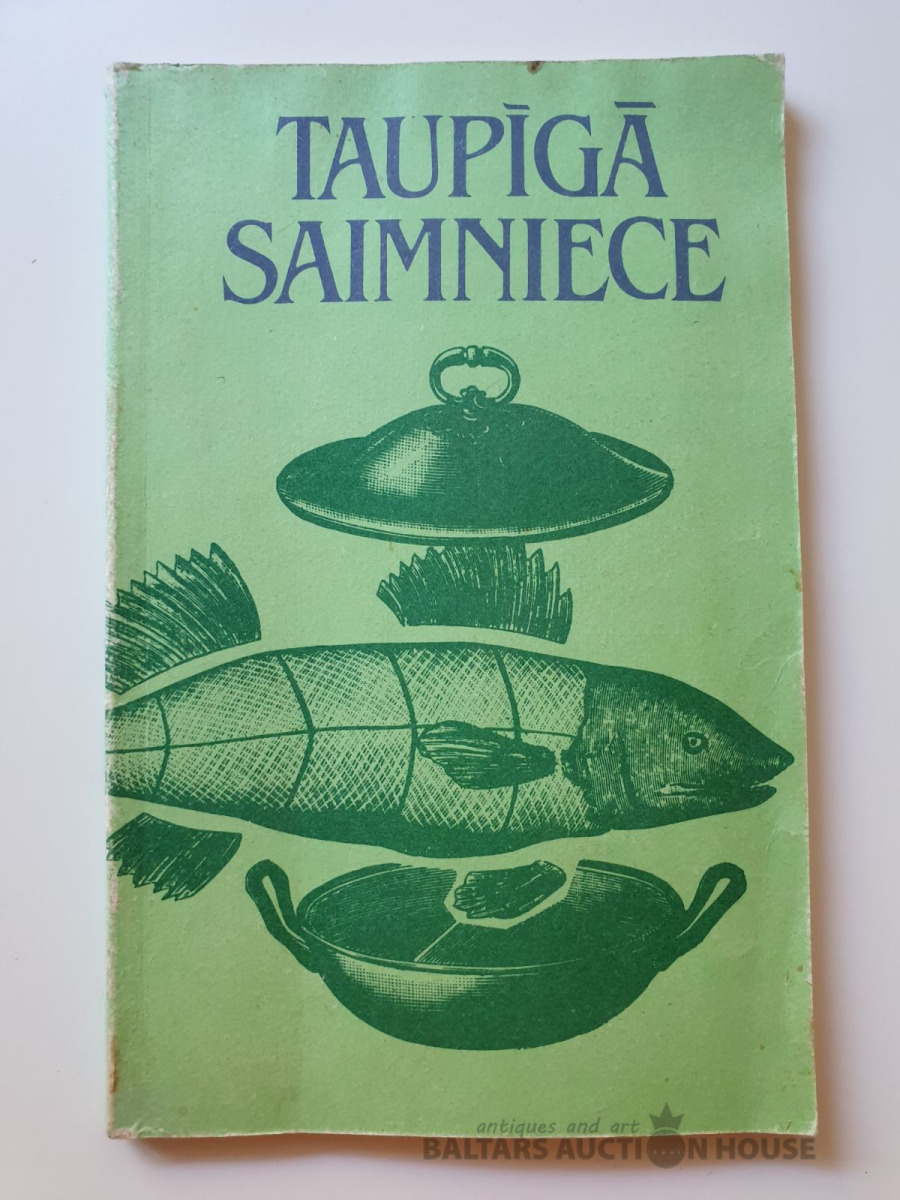 TAUPĪGĀ
SAIMNIECE
antiques and art
BALTARS AUCTION HOUSE